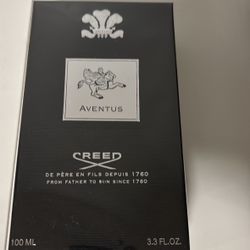 AVENTUS
CREED
DE PÈRE EN FILS DEPUIS 1760
FROM FATHER TO SON SINCE 1760
100 ML 3.3 FL.OZ.